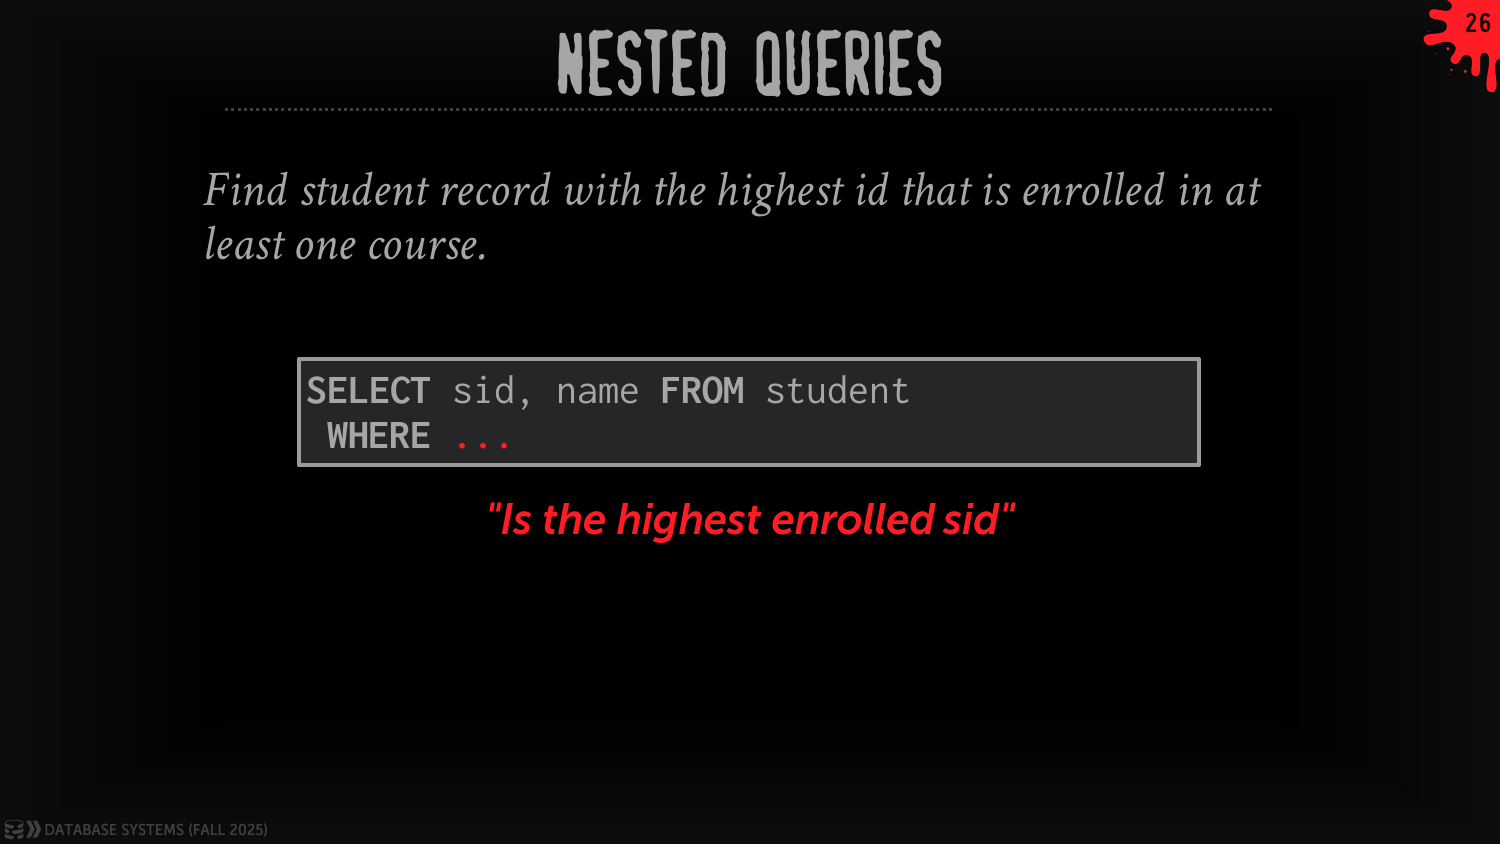 26
NESTED QUERIES
Find student record with the highest id that is enrolled in at
least one course.
SELECT sid, name FROM student
WHERE ...
"Is the highest enrolled sid"
DATABASE SYSTEMS (FALL 2025)